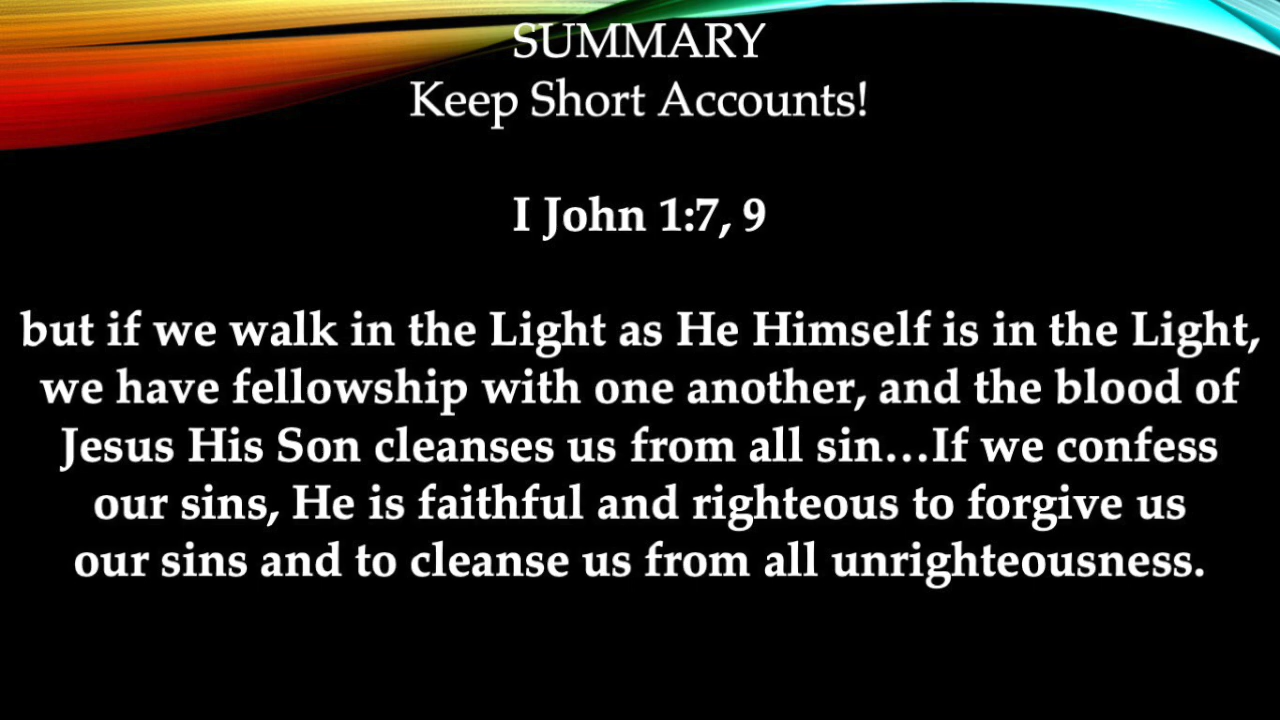 SUMMARY
Keep Short Accounts!
I John 1:7, 9
but if we walk in the Light as He Himself is in the Light,
we have fellowship with one another, and the blood of
Jesus His Son cleanses us from all sin…If we confess
our sins, He is faithful and righteous to forgive us
our sins and to cleanse us from all unrighteousness.